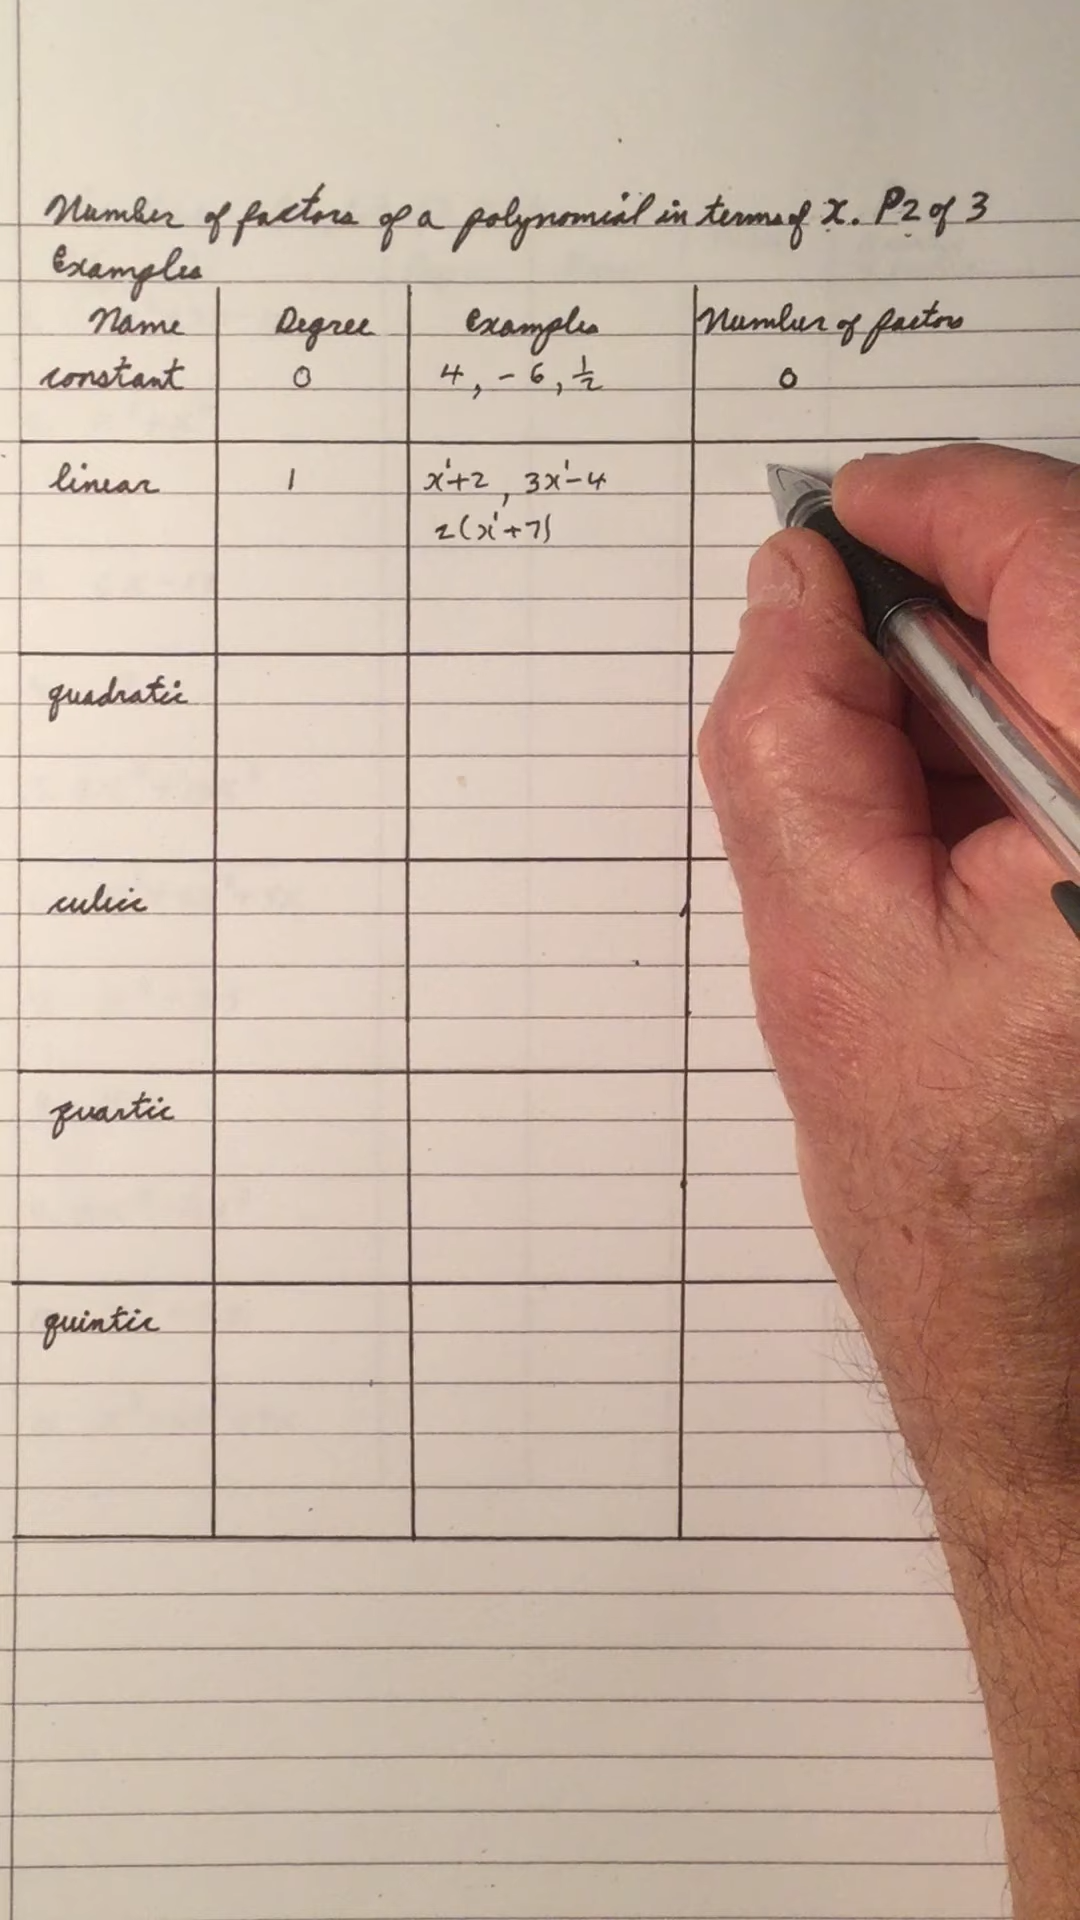 Number of factors of a polynomial in terms of x. P2 of 3
Examples
Name Degree Examples Number of factors
constant 0 4, -6, ½ 0
linear 1 x¹+2, 3x¹-4
2(x¹+7)
quadratic
cubic
quartic
quintic